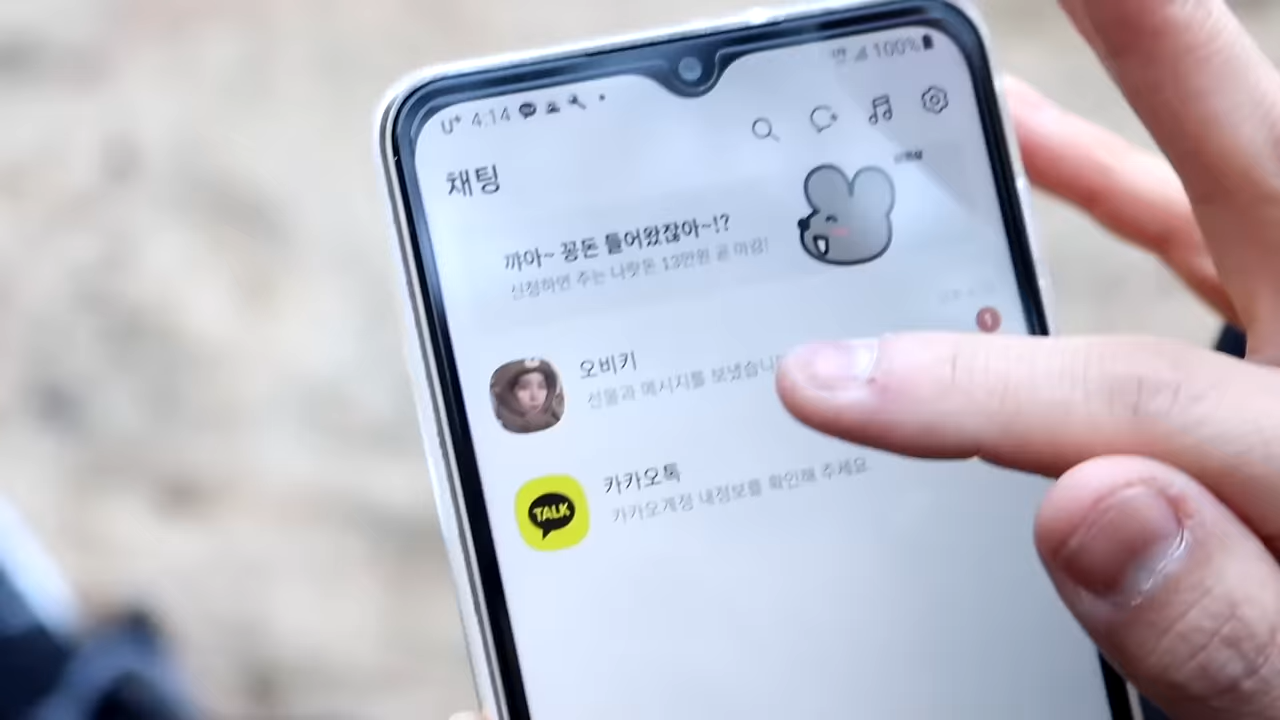 U+ 4:14
100%
채팅
꺄아~ 꽁돈 들어왔잖아~!?
신청하면 주는 나랏돈 13만원 곧 마감!
1
오비키
선물과 메시지를 보냈습니
카카오톡
TALK
카카오계정 내정보를 확인해 주세요